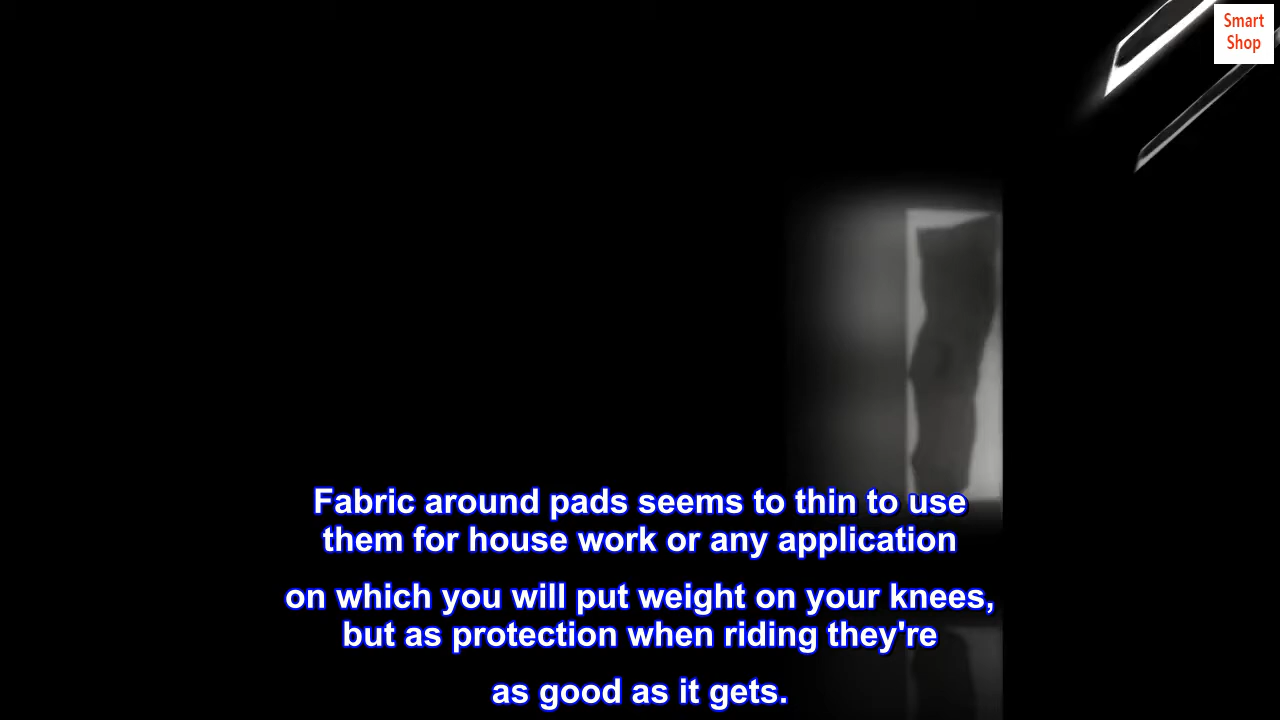 Smart
Shop
Fabric around pads seems to thin to use
them for house work or any application
on which you will put weight on your knees,
but as protection when riding they're
as good as it gets.